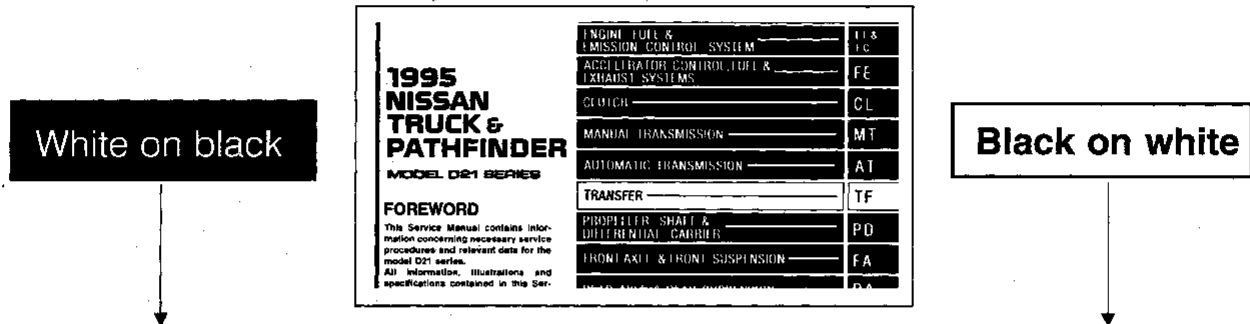 White on black
1995
NISSAN
TRUCK &
PATHFINDER
MODEL D21 SERIES
FOREWORD
This Service Manual contains infor-
mation concerning necessary service
procedures and relevant data for the
model D21 series.
All information, illustrations and
specifications contained in this Ser-
ENGINE FUEL &
EMISSION CONTROL SYSTEM
EF &
EC
ACCELERATOR CONTROL, FUEL &
EXHAUST SYSTEMS
FE
CLUTCH
CL
MANUAL TRANSMISSION
MT
AUTOMATIC TRANSMISSION
AT
TRANSFER
TF
PROPELLER SHAFT &
DIFFERENTIAL CARRIER
PD
FRONT AXLE & FRONT SUSPENSION
FA
RA
Black on white